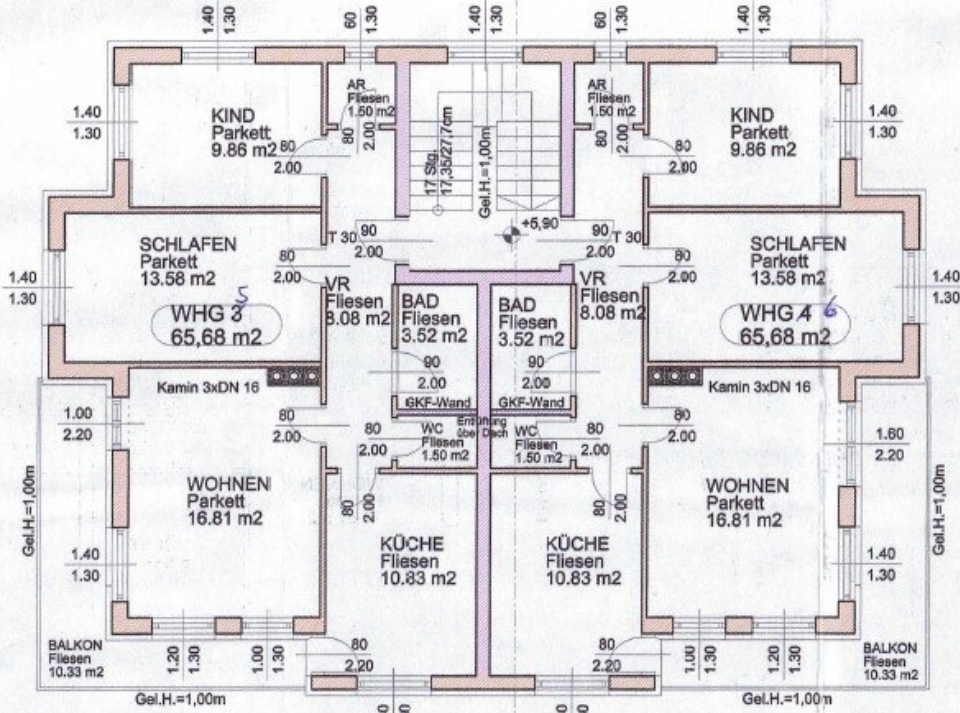 1.40
1.30
60
1.30
1.40
1.30
60
1.30
1.40
1.30
1.40
1.30
KIND
Parkett
9.86 m2
80
2.00
AR
Fliesen
1.50 m2
80
2.00
17 Stg.
17,35/27,7cm
Gel.H.=1,00m
AR
Fliesen
1.50 m2
80
2.00
80
2.00
KIND
Parkett
9.86 m2
1.40
1.30
+5,90
T 30
90
2.00
90
2.00
T 30
SCHLAFEN
Parkett
13.58 m2
80
2.00
VR
Fliesen
8.08 m2
BAD
Fliesen
3.52 m2
BAD
Fliesen
3.52 m2
VR
Fliesen
8.08 m2
80
2.00
SCHLAFEN
Parkett
13.58 m2
1.40
1.30
1.40
1.30
WHG 3 5
65,68 m2
WHG 4 6
65,68 m2
90
2.00
90
2.00
Kamin 3xDN 16
GKF-Wand
GKF-Wand
Kamin 3xDN 16
1.00
2.20
80
2.00
80
2.00
WC
Fliesen
1.50 m2
Entlüftung
über Dach
WC
Fliesen
1.50 m2
80
2.00
80
2.00
1.60
2.20
Gel.H.=1,00m
WOHNEN
Parkett
16.81 m2
80
2.00
80
2.00
WOHNEN
Parkett
16.81 m2
Gel.H.=1,00m
1.40
1.30
KÜCHE
Fliesen
10.83 m2
KÜCHE
Fliesen
10.83 m2
1.40
1.30
BALKON
Fliesen
10.33 m2
1.20
1.30
1.00
1.30
80
2.20
80
2.20
1.00
1.30
1.20
1.30
BALKON
Fliesen
10.33 m2
Gel.H.=1,00m
Gel.H.=1,00m